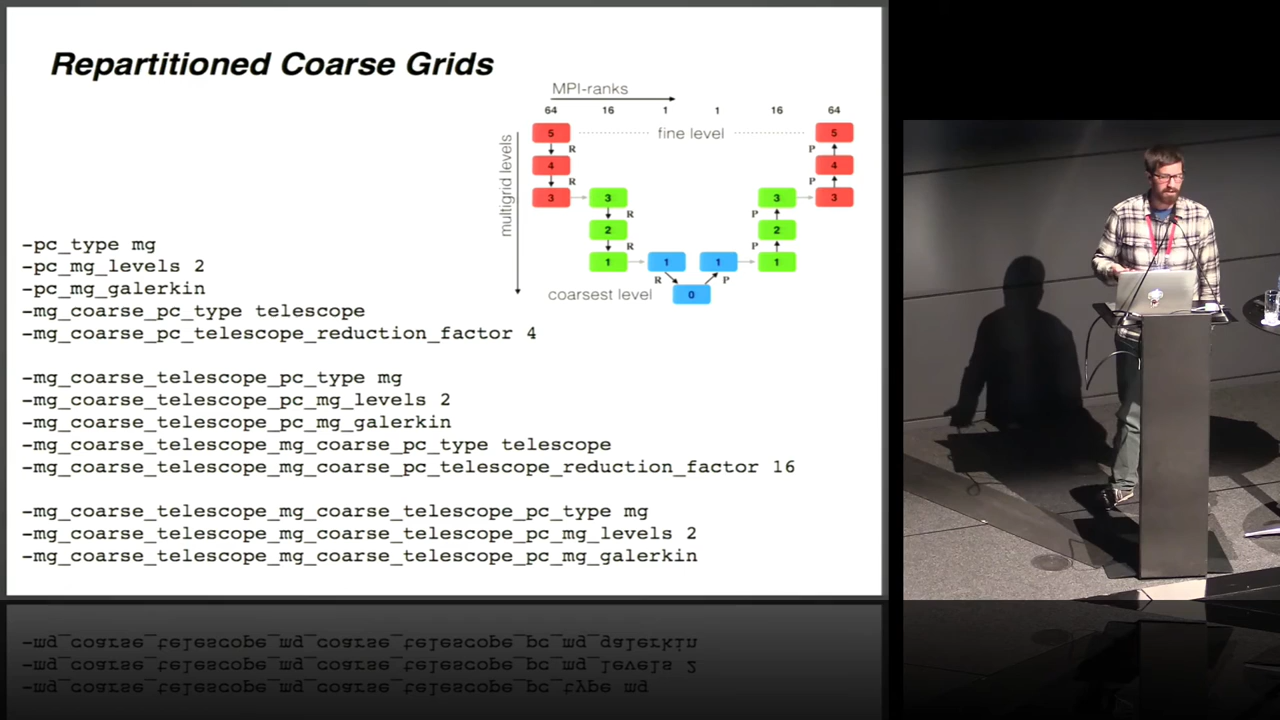 Repartitioned Coarse Grids
MPI-ranks
64 16 1 1 16 64
5 fine level 5
R P
4 4
R P
3 3 3 3
R P
2 2
R P
1 1 1 1
R P
coarsest level 0
multigrid levels
-pc_type mg
-pc_mg_levels 2
-pc_mg_galerkin
-mg_coarse_pc_type telescope
-mg_coarse_pc_telescope_reduction_factor 4
-mg_coarse_telescope_pc_type mg
-mg_coarse_telescope_pc_mg_levels 2
-mg_coarse_telescope_pc_mg_galerkin
-mg_coarse_telescope_mg_coarse_pc_type telescope
-mg_coarse_telescope_mg_coarse_pc_telescope_reduction_factor 16
-mg_coarse_telescope_mg_coarse_telescope_pc_type mg
-mg_coarse_telescope_mg_coarse_telescope_pc_mg_levels 2
-mg_coarse_telescope_mg_coarse_telescope_pc_mg_galerkin